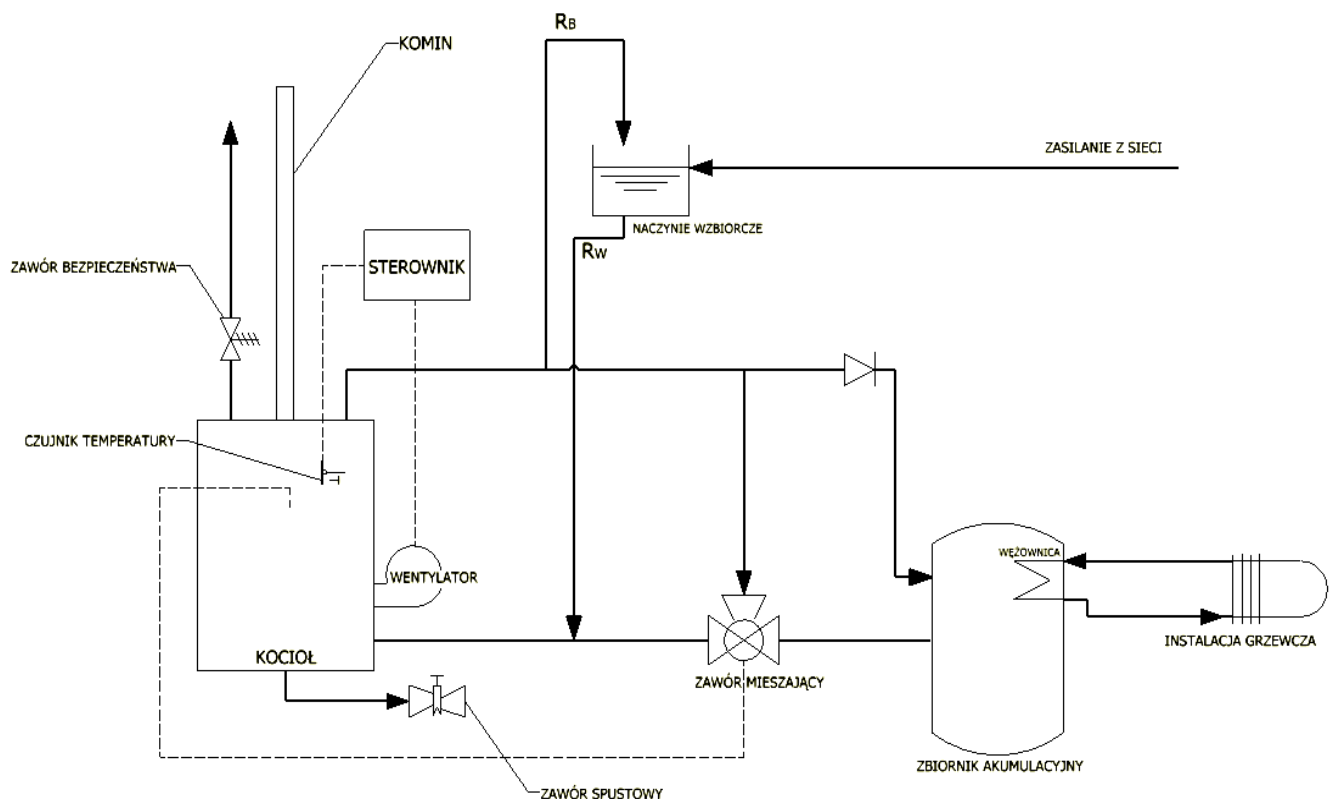 RB
KOMIN
ZASILANIE Z SIECI
NACZYNIE WZBIORCZE
RW
STEROWNIK
ZAWÓR BEZPIECZEŃSTWA
CZUJNIK TEMPERATURY
WĘŻOWNICA
WENTYLATOR
INSTALACJA GRZEWCZA
KOCIOŁ
ZAWÓR MIESZAJĄCY
ZBIORNIK AKUMULACYJNY
ZAWÓR SPUSTOWY